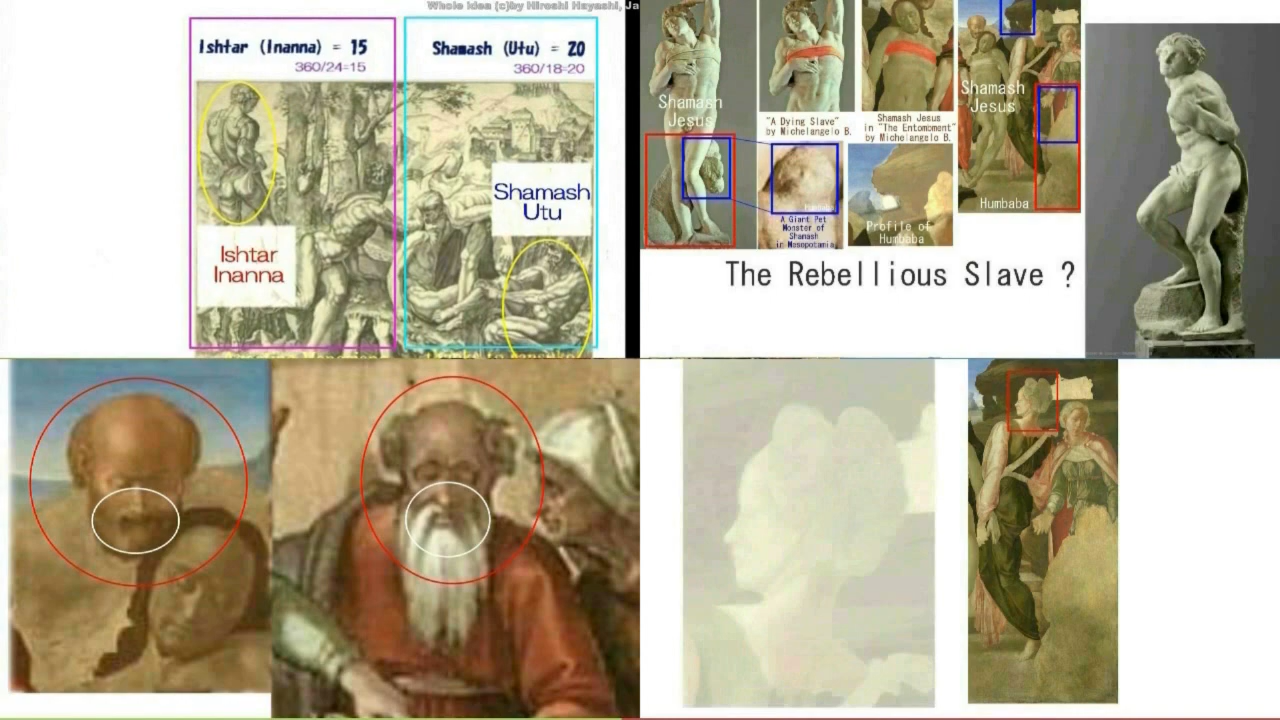 Whole idea (c)by Hiroshi Hayashi, Ja
Ishtar (Inanna) = 15
360/24=15
Shamash (Utu) = 20
360/18=20
Shamash
Utu
Ishtar
Inanna
Shamash
Jesus
"A Dying Slave"
by Michelangelo B.
Shamash Jesus
in "The Entombment"
by Michelangelo B.
Shamash
Jesus
Humbaba
A Giant Pet
Monster of
Shamash
in Mesopotamia
Profile of
Humbaba
Humbaba
The Rebellious Slave ?